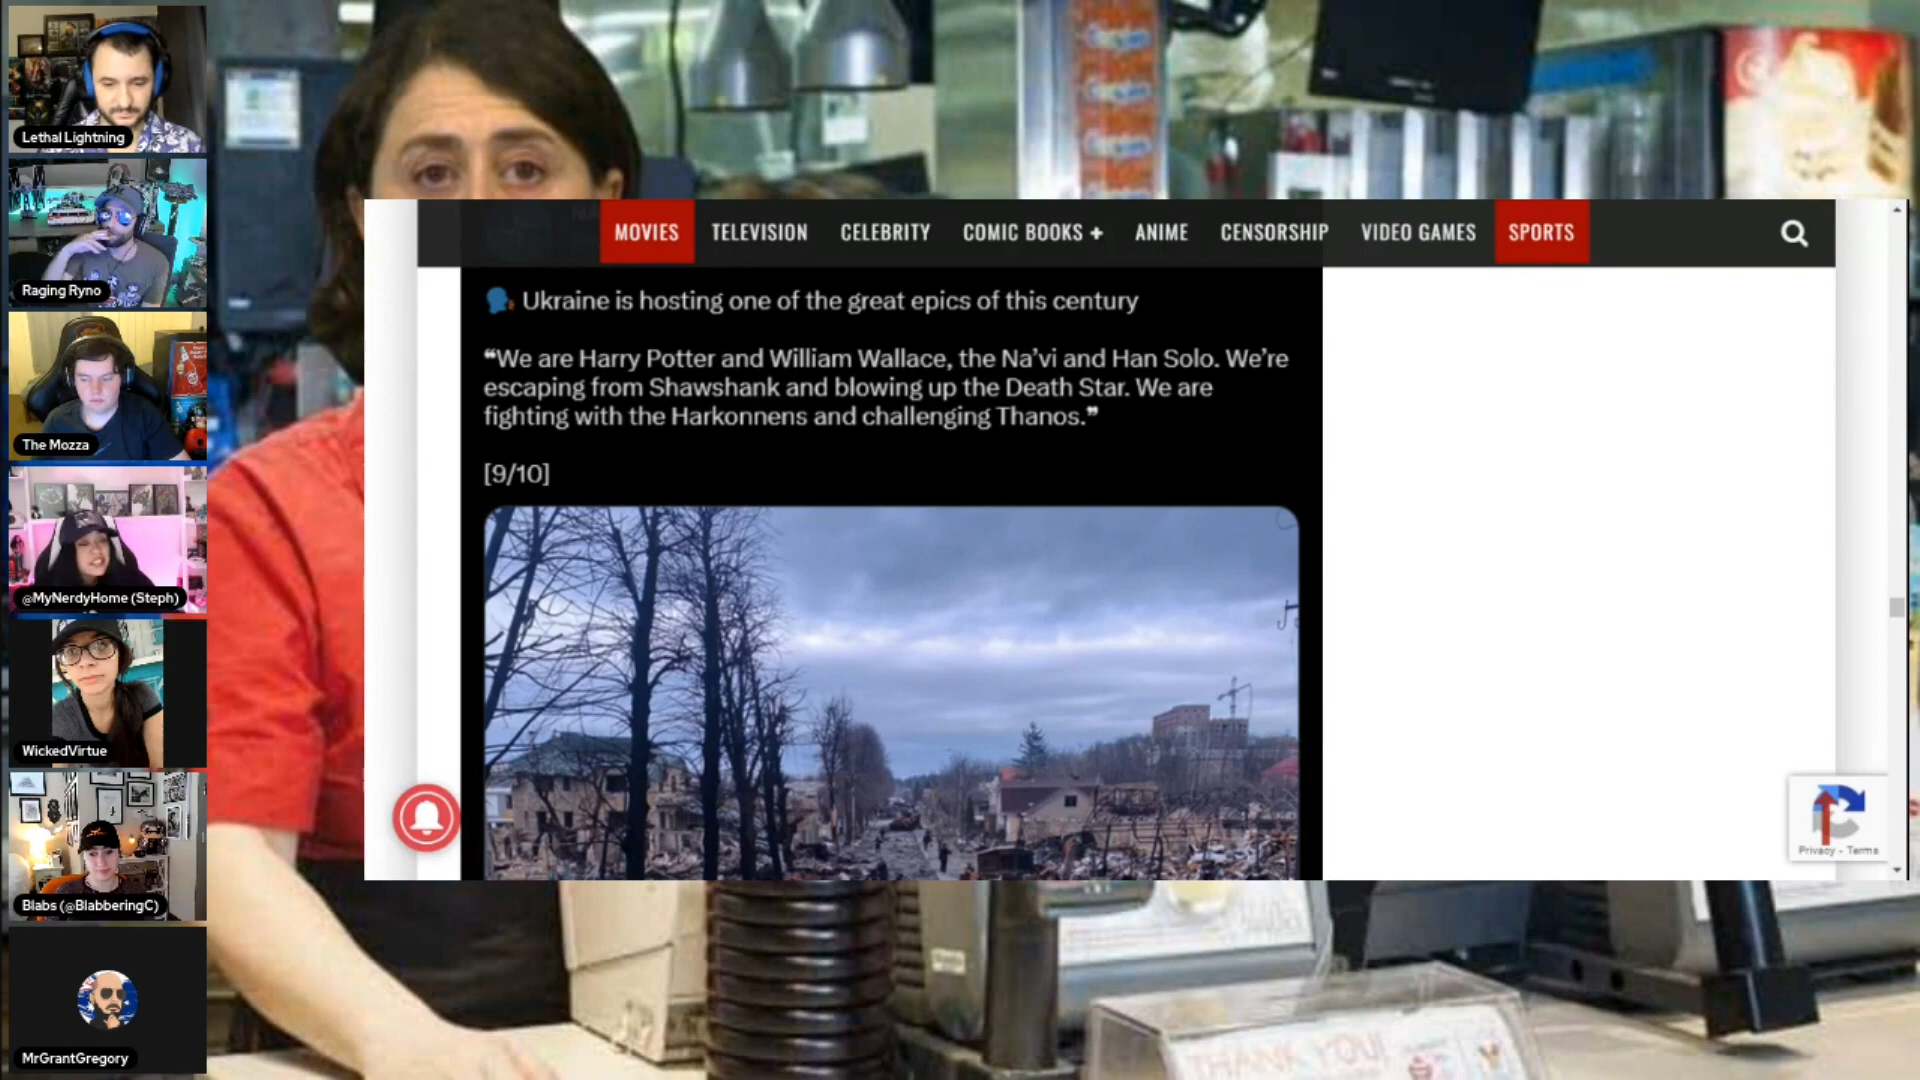 Lethal Lightning
Raging Ryno
The Mozza
@MyNerdyHome (Steph)
WickedVirtue
Blabs (@BlabberingC)
MrGrantGregory
MOVIES TELEVISION CELEBRITY COMIC BOOKS + ANIME CENSORSHIP VIDEO GAMES SPORTS
Ukraine is hosting one of the great epics of this century
“We are Harry Potter and William Wallace, the Na’vi and Han Solo. We’re
escaping from Shawshank and blowing up the Death Star. We are
fighting with the Harkonnens and challenging Thanos.”
[9/10]
Privacy - Terms
THANK YOU!